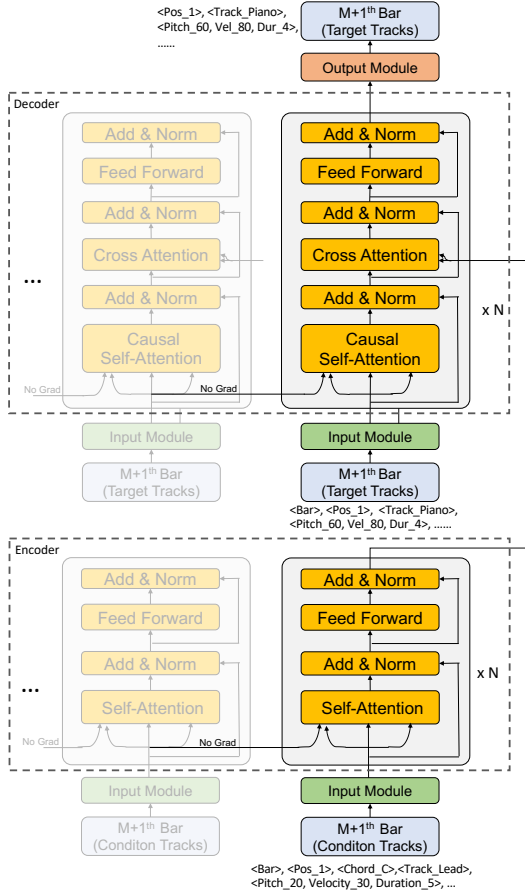 <Pos_1>, <Track_Piano>,
<Pitch_60, Vel_80, Dur_4>,
......
M+1th Bar
(Target Tracks)
Output Module
Decoder
Add & Norm
Feed Forward
Add & Norm
Cross Attention
Add & Norm
Causal
Self-Attention
No Grad
Input Module
M+1th Bar
(Target Tracks)
...
Add & Norm
Feed Forward
Add & Norm
Cross Attention
Add & Norm
Causal
Self-Attention
No Grad
x N
Input Module
M+1th Bar
(Target Tracks)
<Bar>, <Pos_1>, <Track_Piano>,
<Pitch_60, Vel_80, Dur_4>, ......
Encoder
Add & Norm
Feed Forward
Add & Norm
Self-Attention
No Grad
Input Module
M+1th Bar
(Conditon Tracks)
...
Add & Norm
Feed Forward
Add & Norm
Self-Attention
No Grad
x N
Input Module
M+1th Bar
(Conditon Tracks)
<Bar>, <Pos_1>, <Chord_C>,<Track_Lead>,
<Pitch_20, Velocity_30, Duration_5>, ...